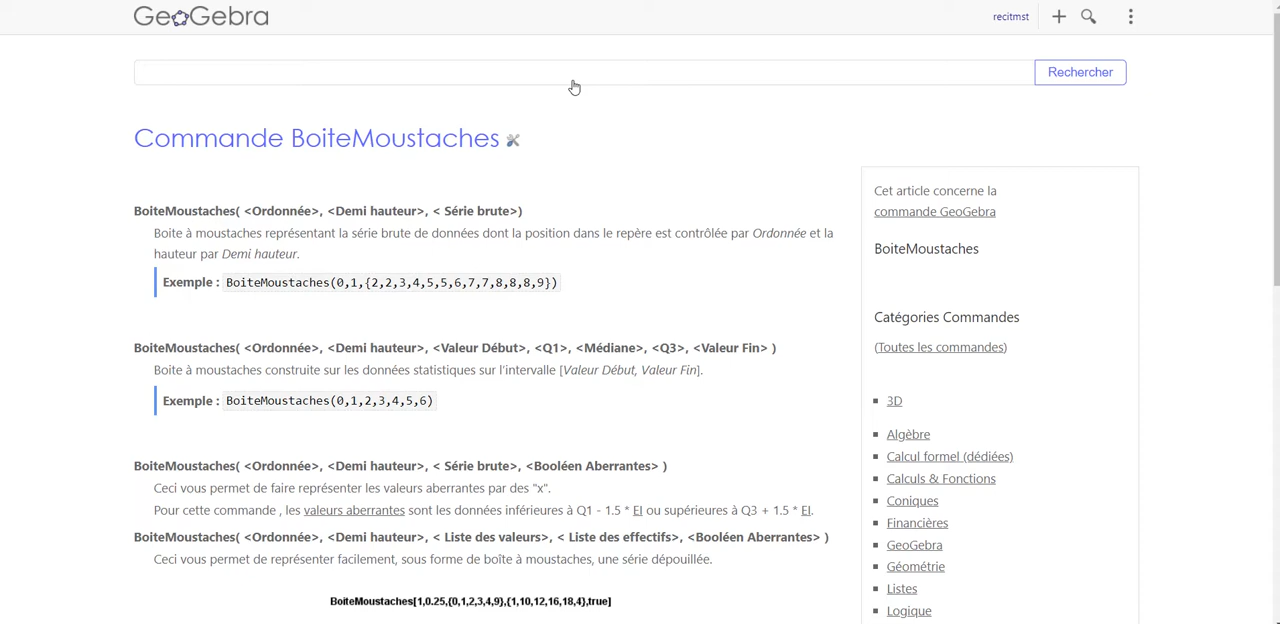 GeoGebra
recitmst
Rechercher
Commande BoiteMoustaches
BoiteMoustaches( <Ordonnée>, <Demi hauteur>, < Série brute>)
Boite à moustaches représentant la série brute de données dont la position dans le repère est contrôlée par Ordonnée et la
hauteur par Demi hauteur.
Exemple : BoiteMoustaches(0,1,{2,2,3,4,5,5,6,7,7,8,8,8,9})
BoiteMoustaches( <Ordonnée>, <Demi hauteur>, <Valeur Début>, <Q1>, <Médiane>, <Q3>, <Valeur Fin> )
Boite à moustaches construite sur les données statistiques sur l'intervalle [Valeur Début, Valeur Fin].
Exemple : BoiteMoustaches(0,1,2,3,4,5,6)
BoiteMoustaches( <Ordonnée>, <Demi hauteur>, < Série brute>, <Booléen Aberrantes> )
Ceci vous permet de faire représenter les valeurs aberrantes par des "x".
Pour cette commande , les valeurs aberrantes sont les données inférieures à Q1 - 1.5 * EI ou supérieures à Q3 + 1.5 * EI.
BoiteMoustaches( <Ordonnée>, <Demi hauteur>, < Liste des valeurs>, < Liste des effectifs>, <Booléen Aberrantes> )
Ceci vous permet de représenter facilement, sous forme de boîte à moustaches, une série dépouillée.
BoiteMoustaches[1,0.25,{0,1,2,3,4,9},{1,10,12,16,18,4},true]
Cet article concerne la
commande GeoGebra
BoiteMoustaches
Catégories Commandes
(Toutes les commandes)
3D
Algèbre
Calcul formel (dédiées)
Calculs & Fonctions
Coniques
Financières
GeoGebra
Géométrie
Listes
Logique